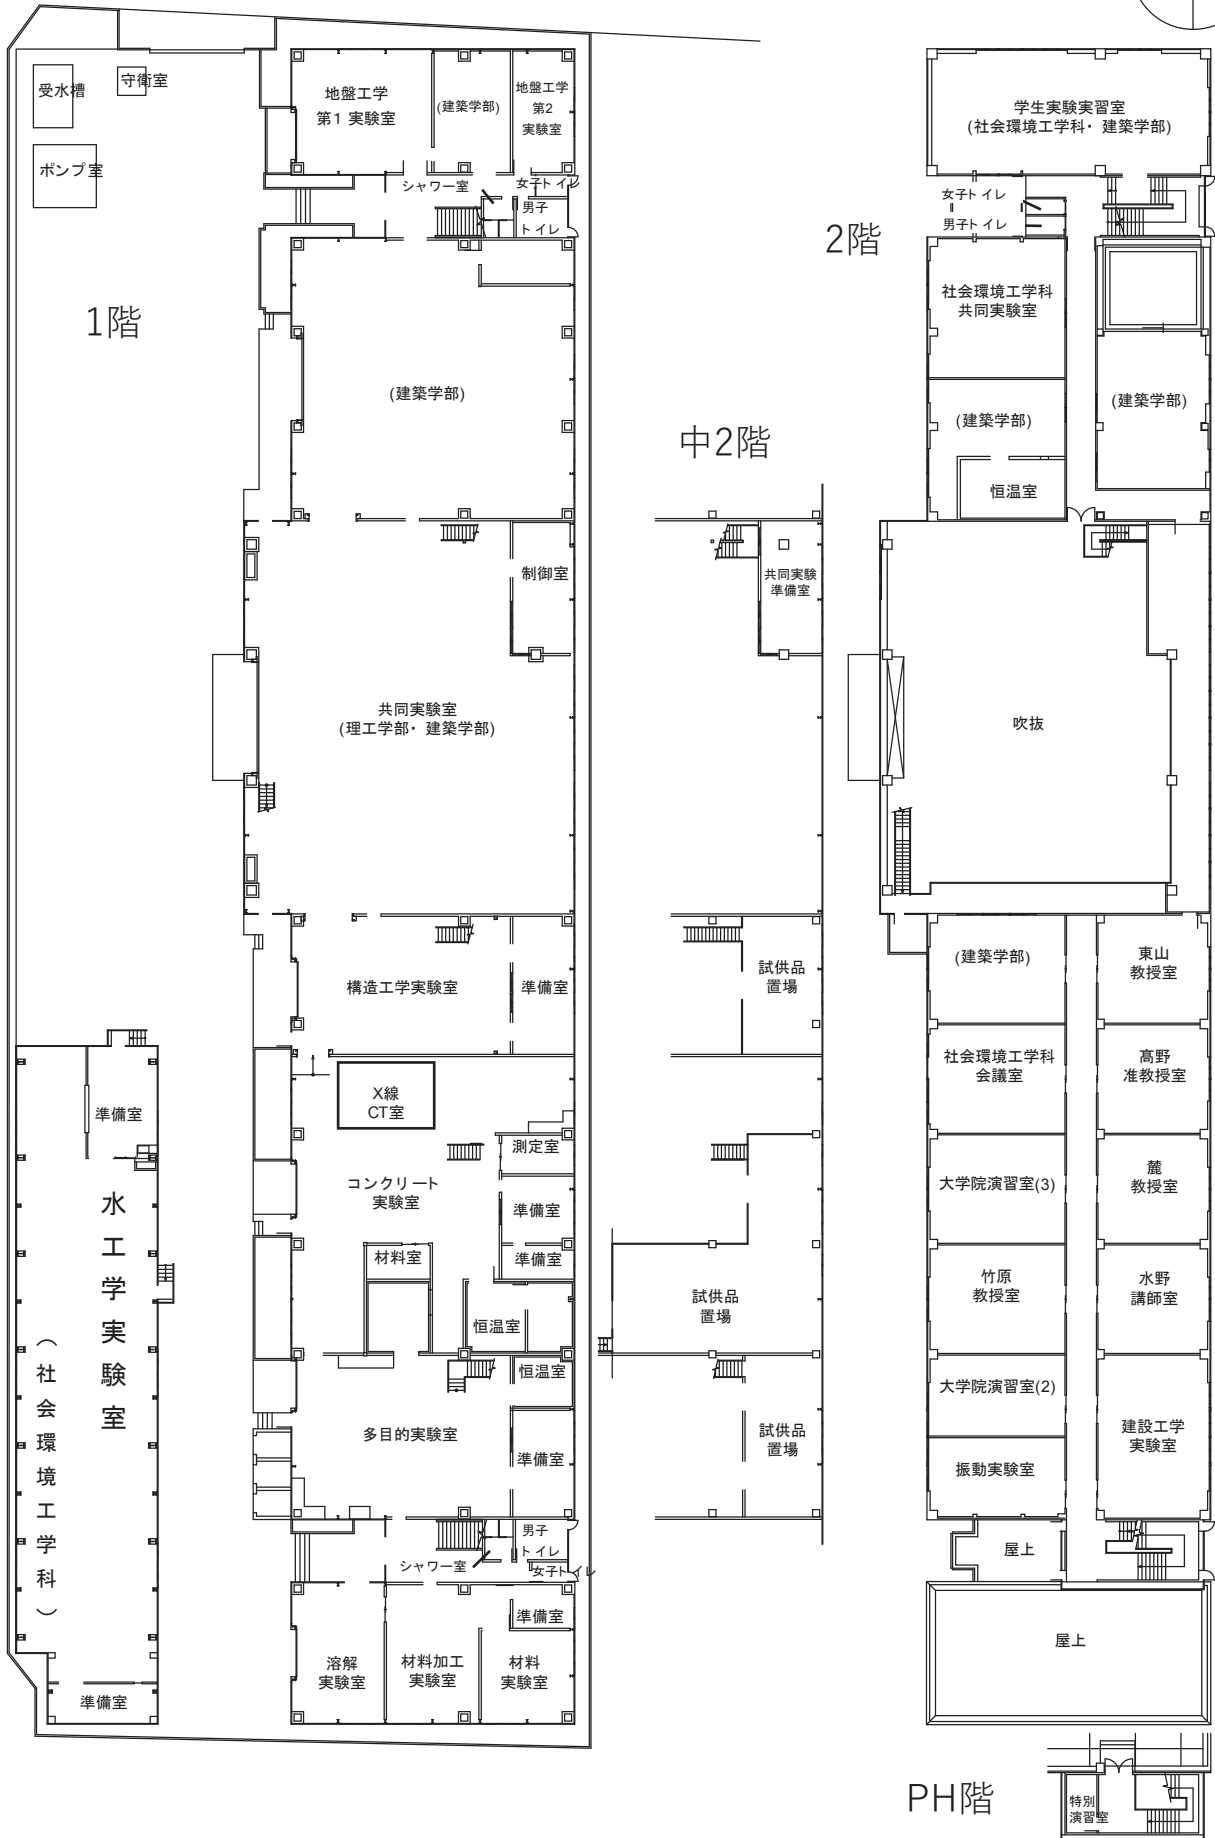 1階
受水槽
守衛室
ポンプ室
地盤工学
第1 実験室
(建築学部)
地盤工学
第2
実験室
シャワー室
女子トイレ
男子
トイレ
(建築学部)
制御室
共同実験室
(理工学部・建築学部)
構造工学実験室
準備室
X線
CT室
測定室
コンクリート
実験室
準備室
準備室
材料室
恒温室
恒温室
多目的実験室
準備室
男子
トイレ
シャワー室
女子トイレ
準備室
溶解
実験室
材料加工
実験室
材料
実験室
準備室
水工学実験室
(社会環境工学科)
準備室
中2階
共同実験
準備室
試供品
置場
試供品
置場
試供品
置場
2階
学生実験実習室
(社会環境工学科・建築学部)
女子トイレ
男子トイレ
社会環境工学科
共同実験室
(建築学部)
(建築学部)
恒温室
吹抜
(建築学部)
東山
教授室
社会環境工学科
会議室
髙野
准教授室
大学院演習室(3)
麓
教授室
竹原
教授室
水野
講師室
大学院演習室(2)
建設工学
実験室
振動実験室
屋上
屋上
PH階
特別
演習室